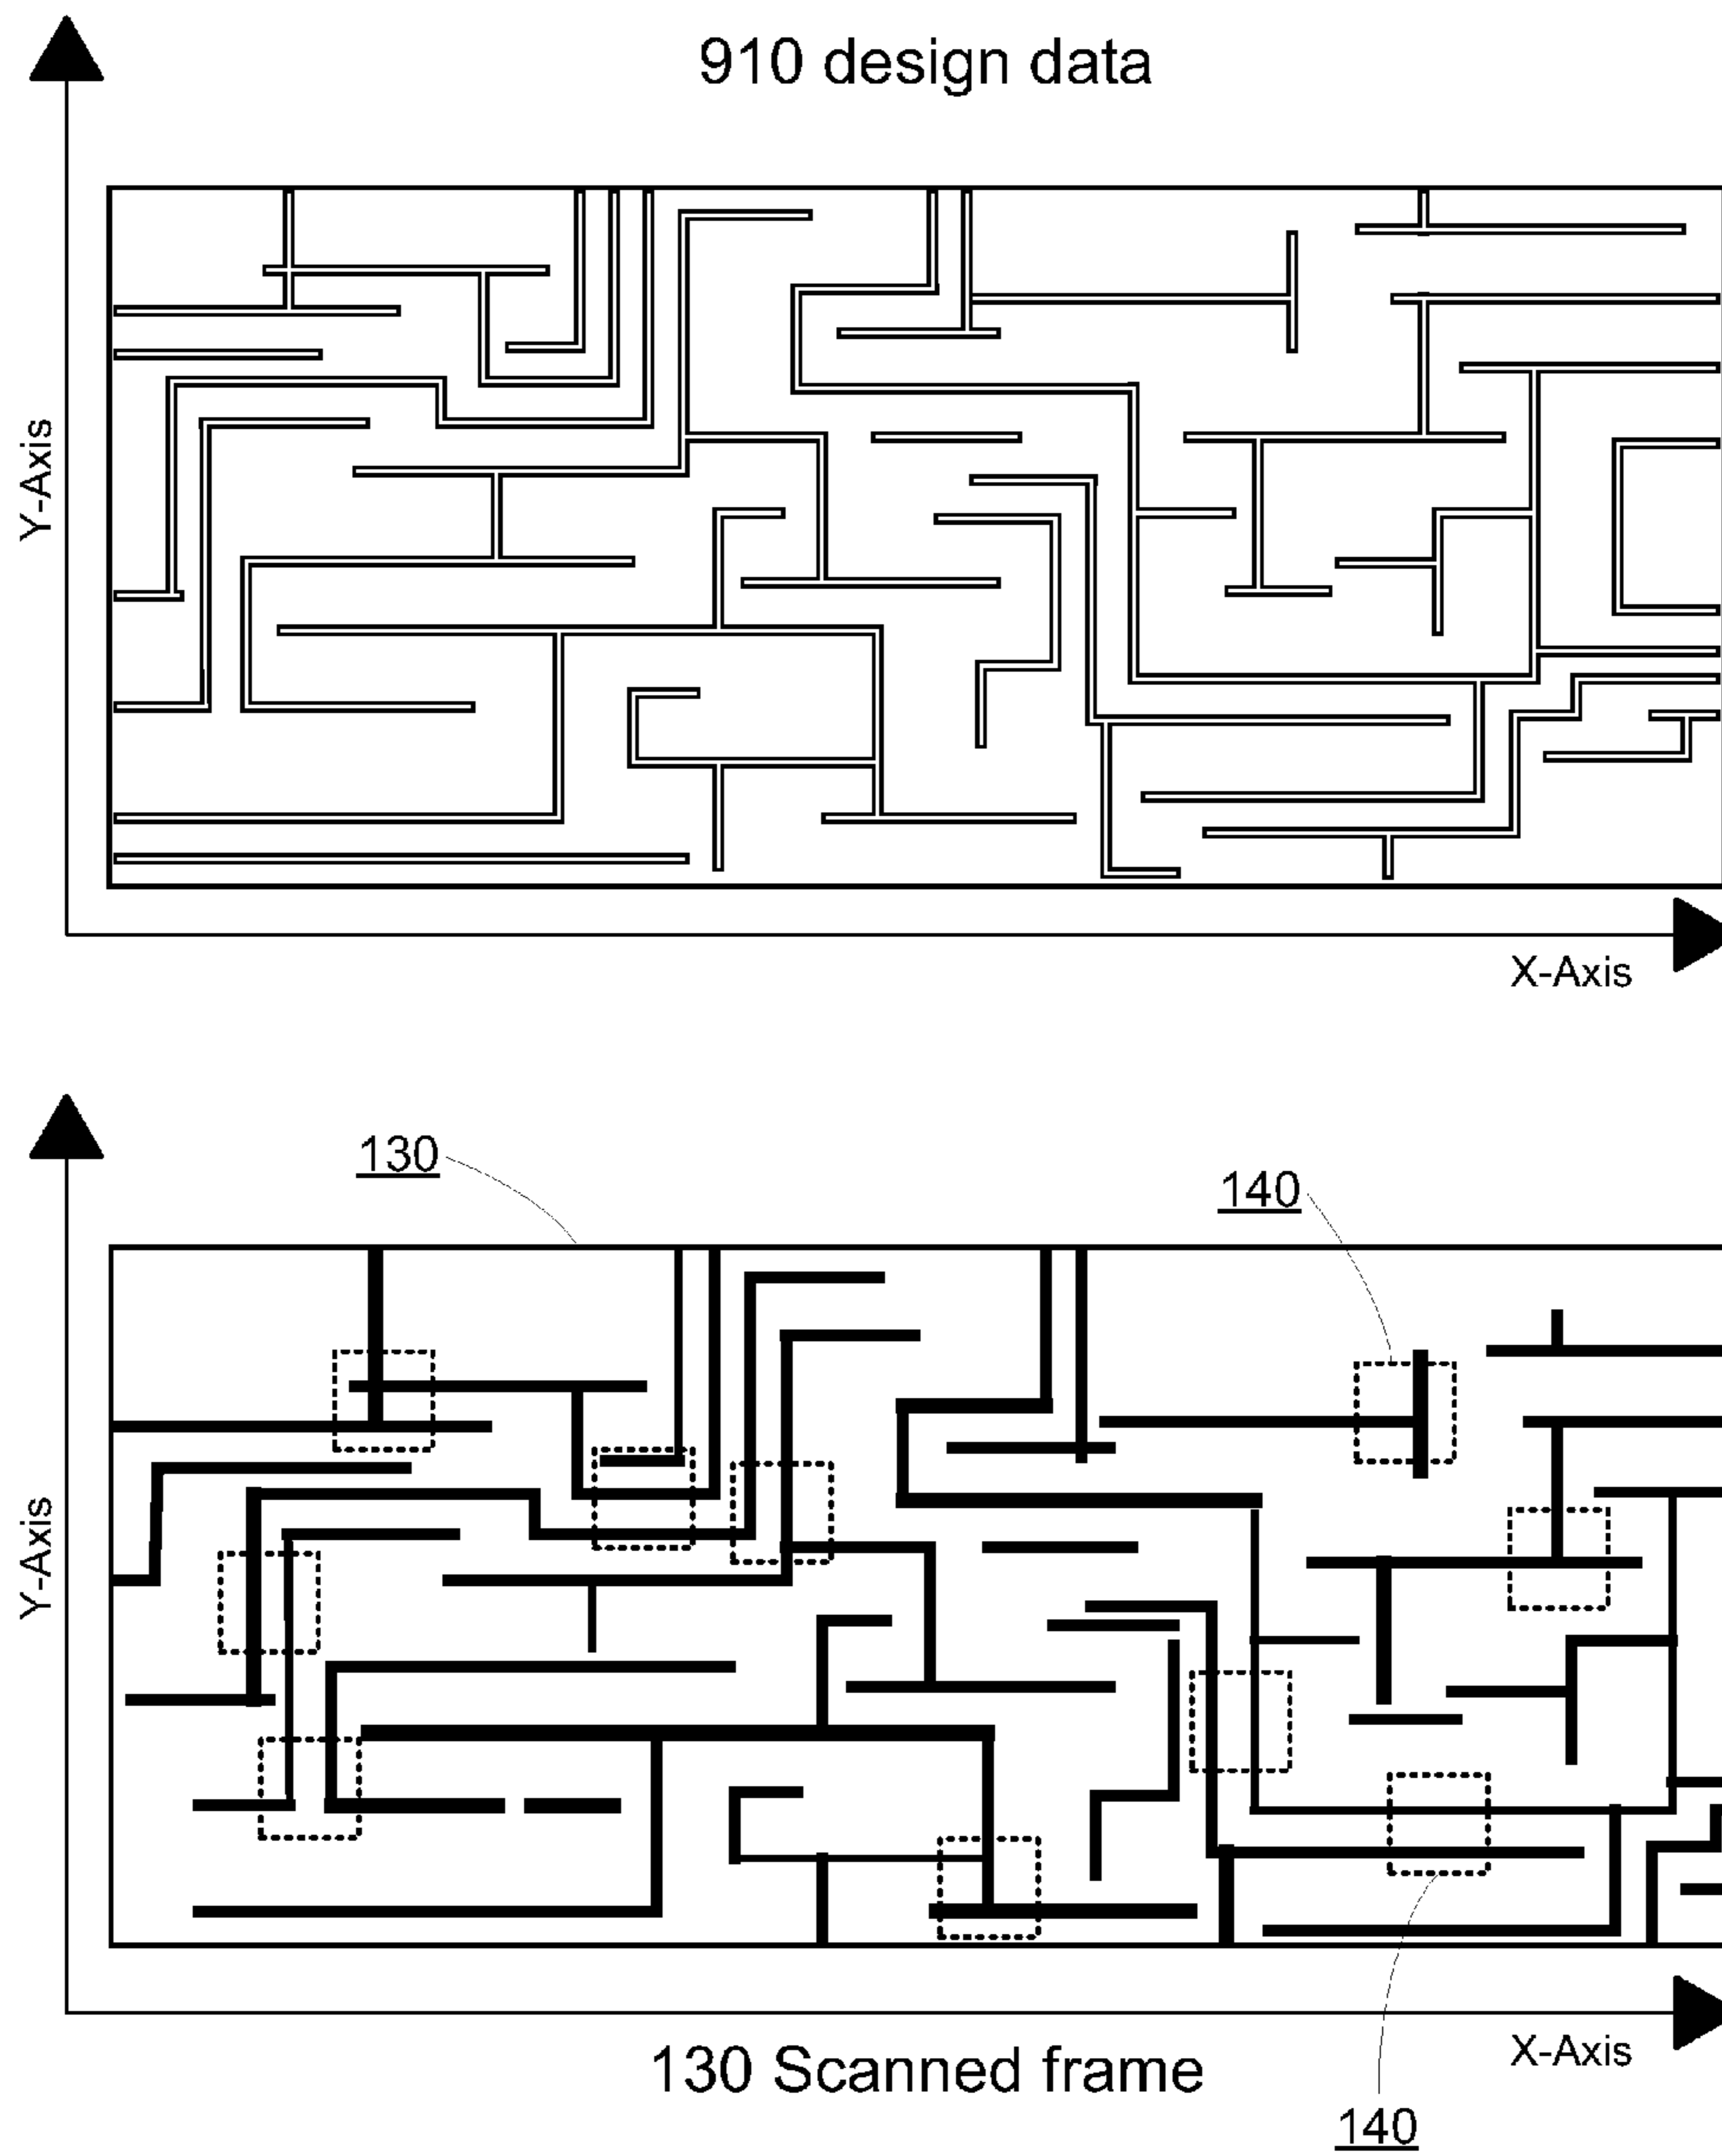 910 design data
Y-Axis
X-Axis
130
140
Y-Axis
X-Axis
130 Scanned frame
140